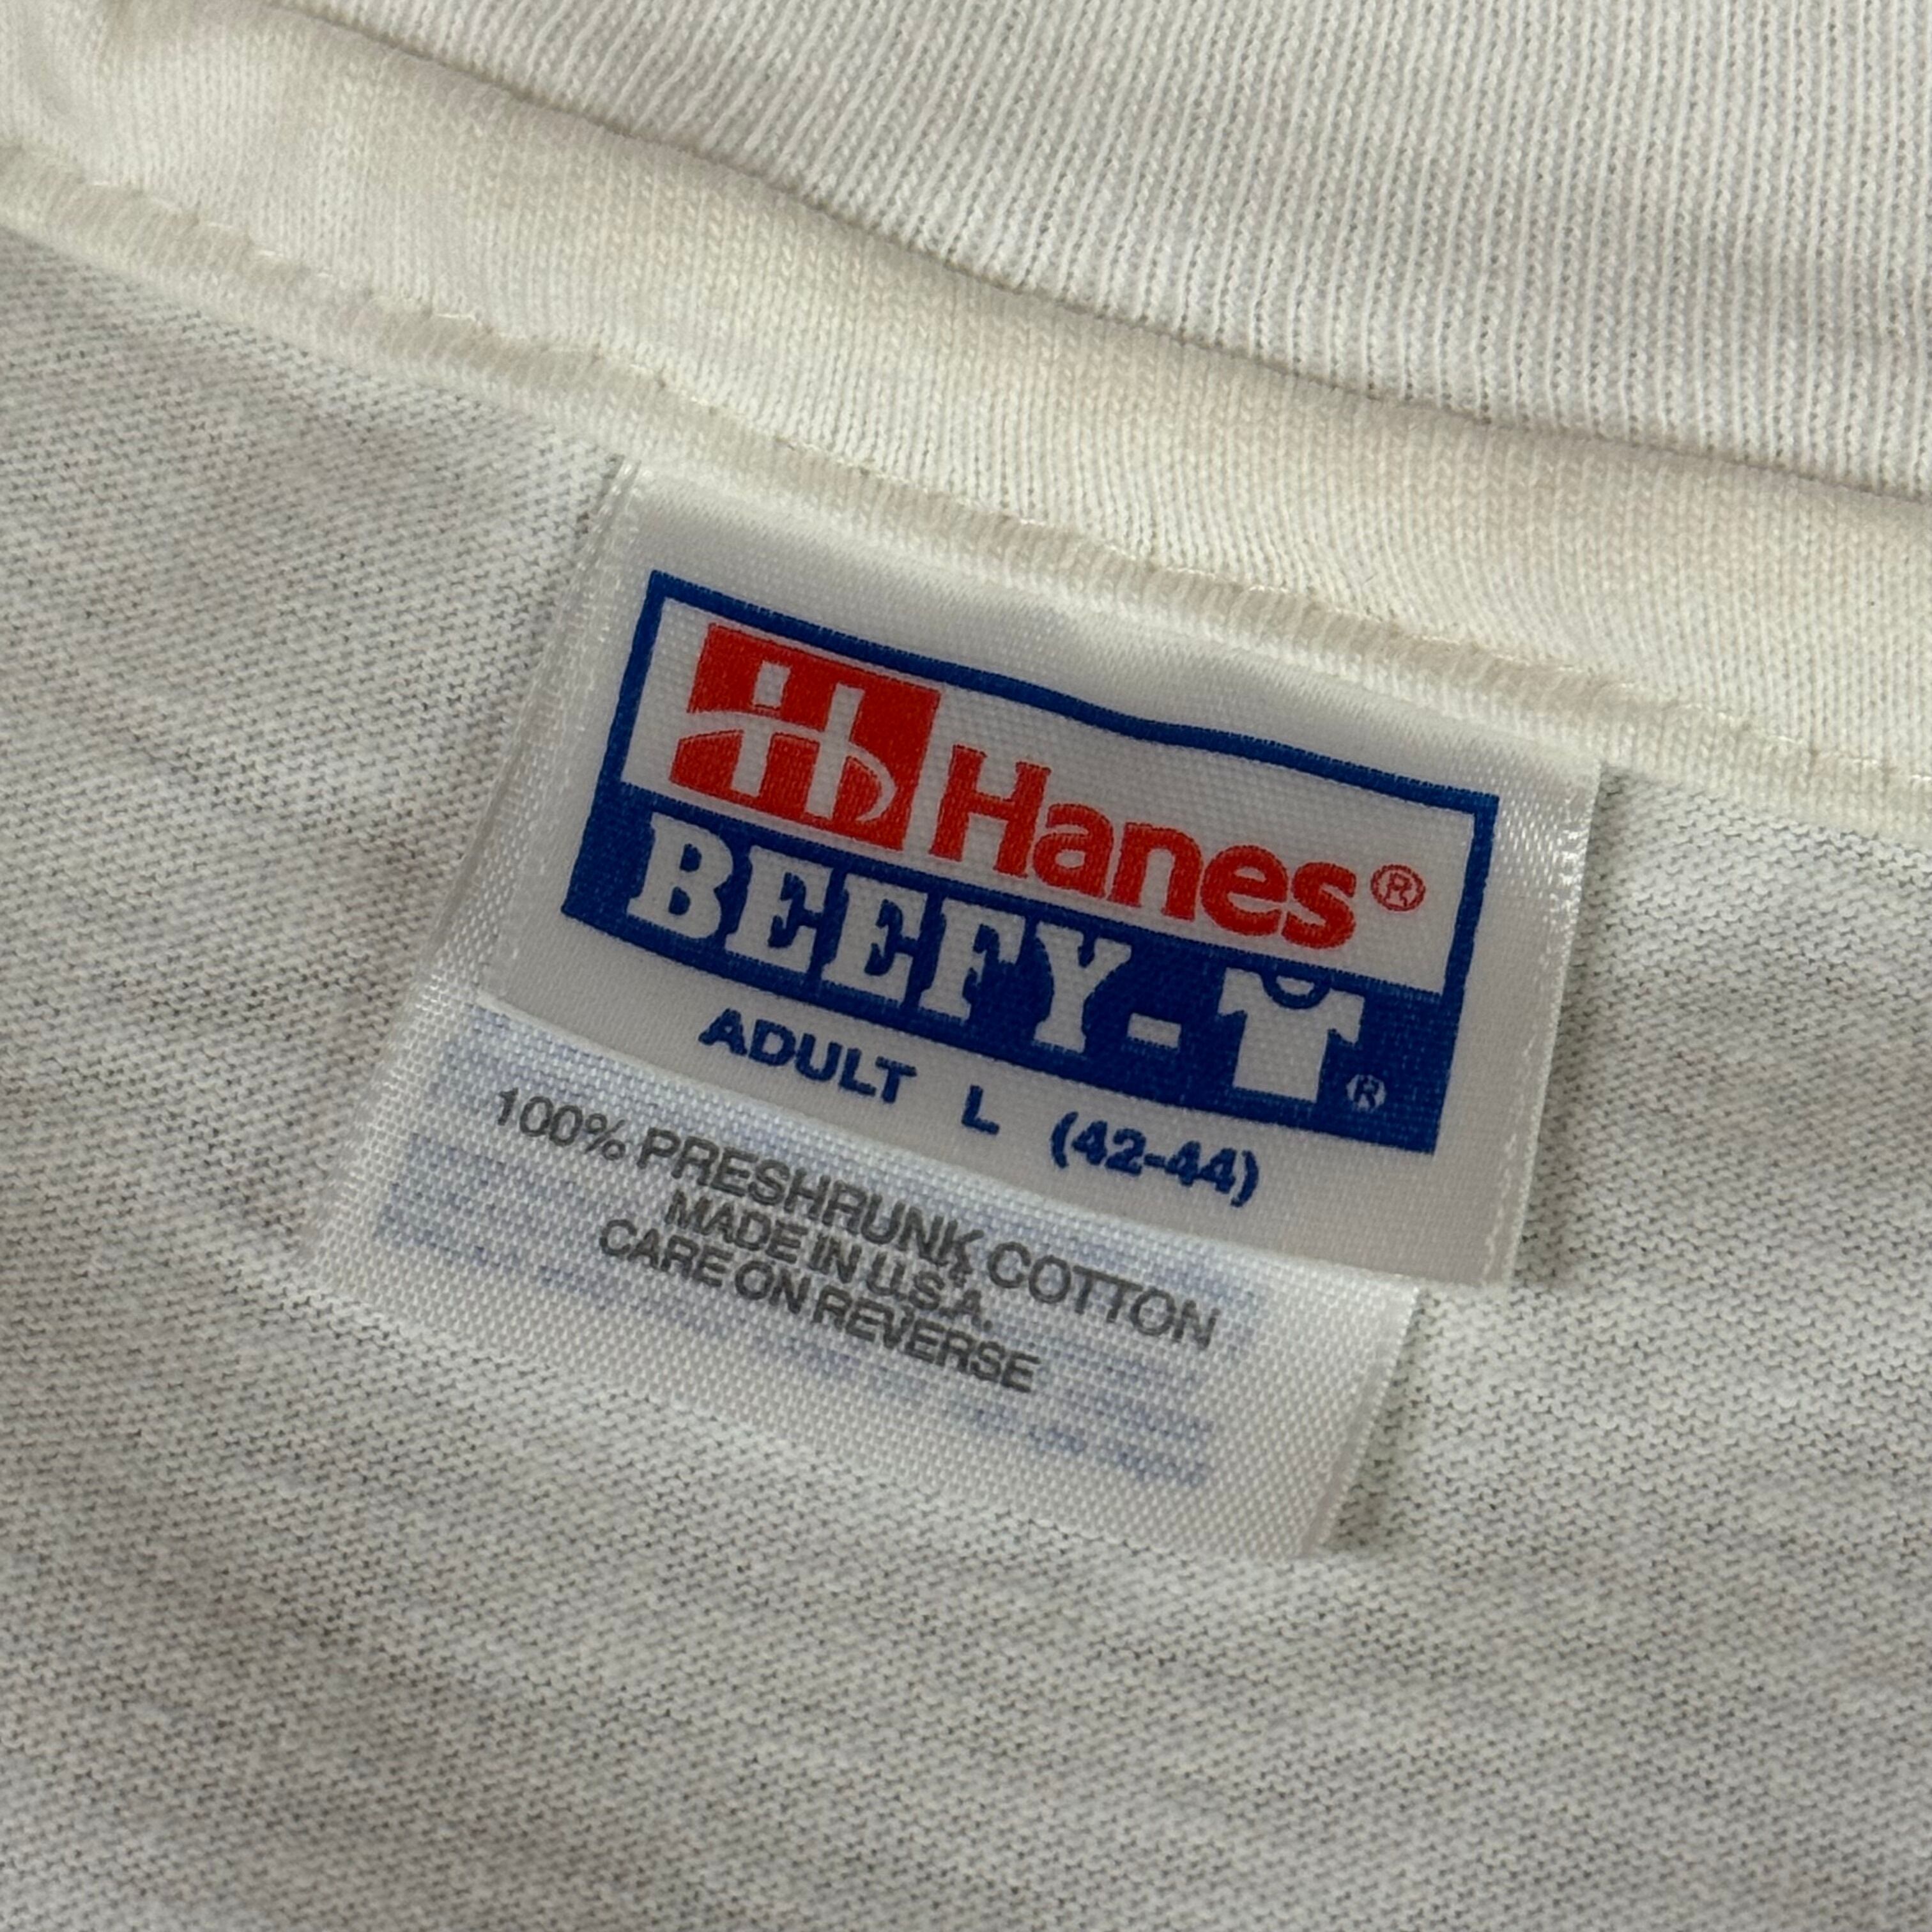 Hanes®
BEEFY-T®
ADULT L (42-44)
100% PRESHRUNK COTTON
MADE IN U.S.A.
CARE ON REVERSE